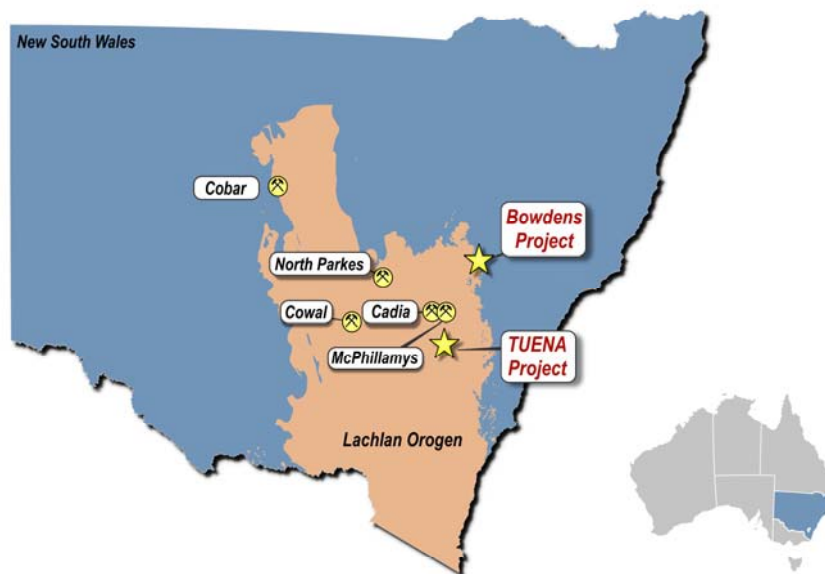 New South Wales
Cobar
Bowdens
Project
North Parkes
Cowal
Cadia
McPhillamys
TUENA
Project
Lachlan Orogen